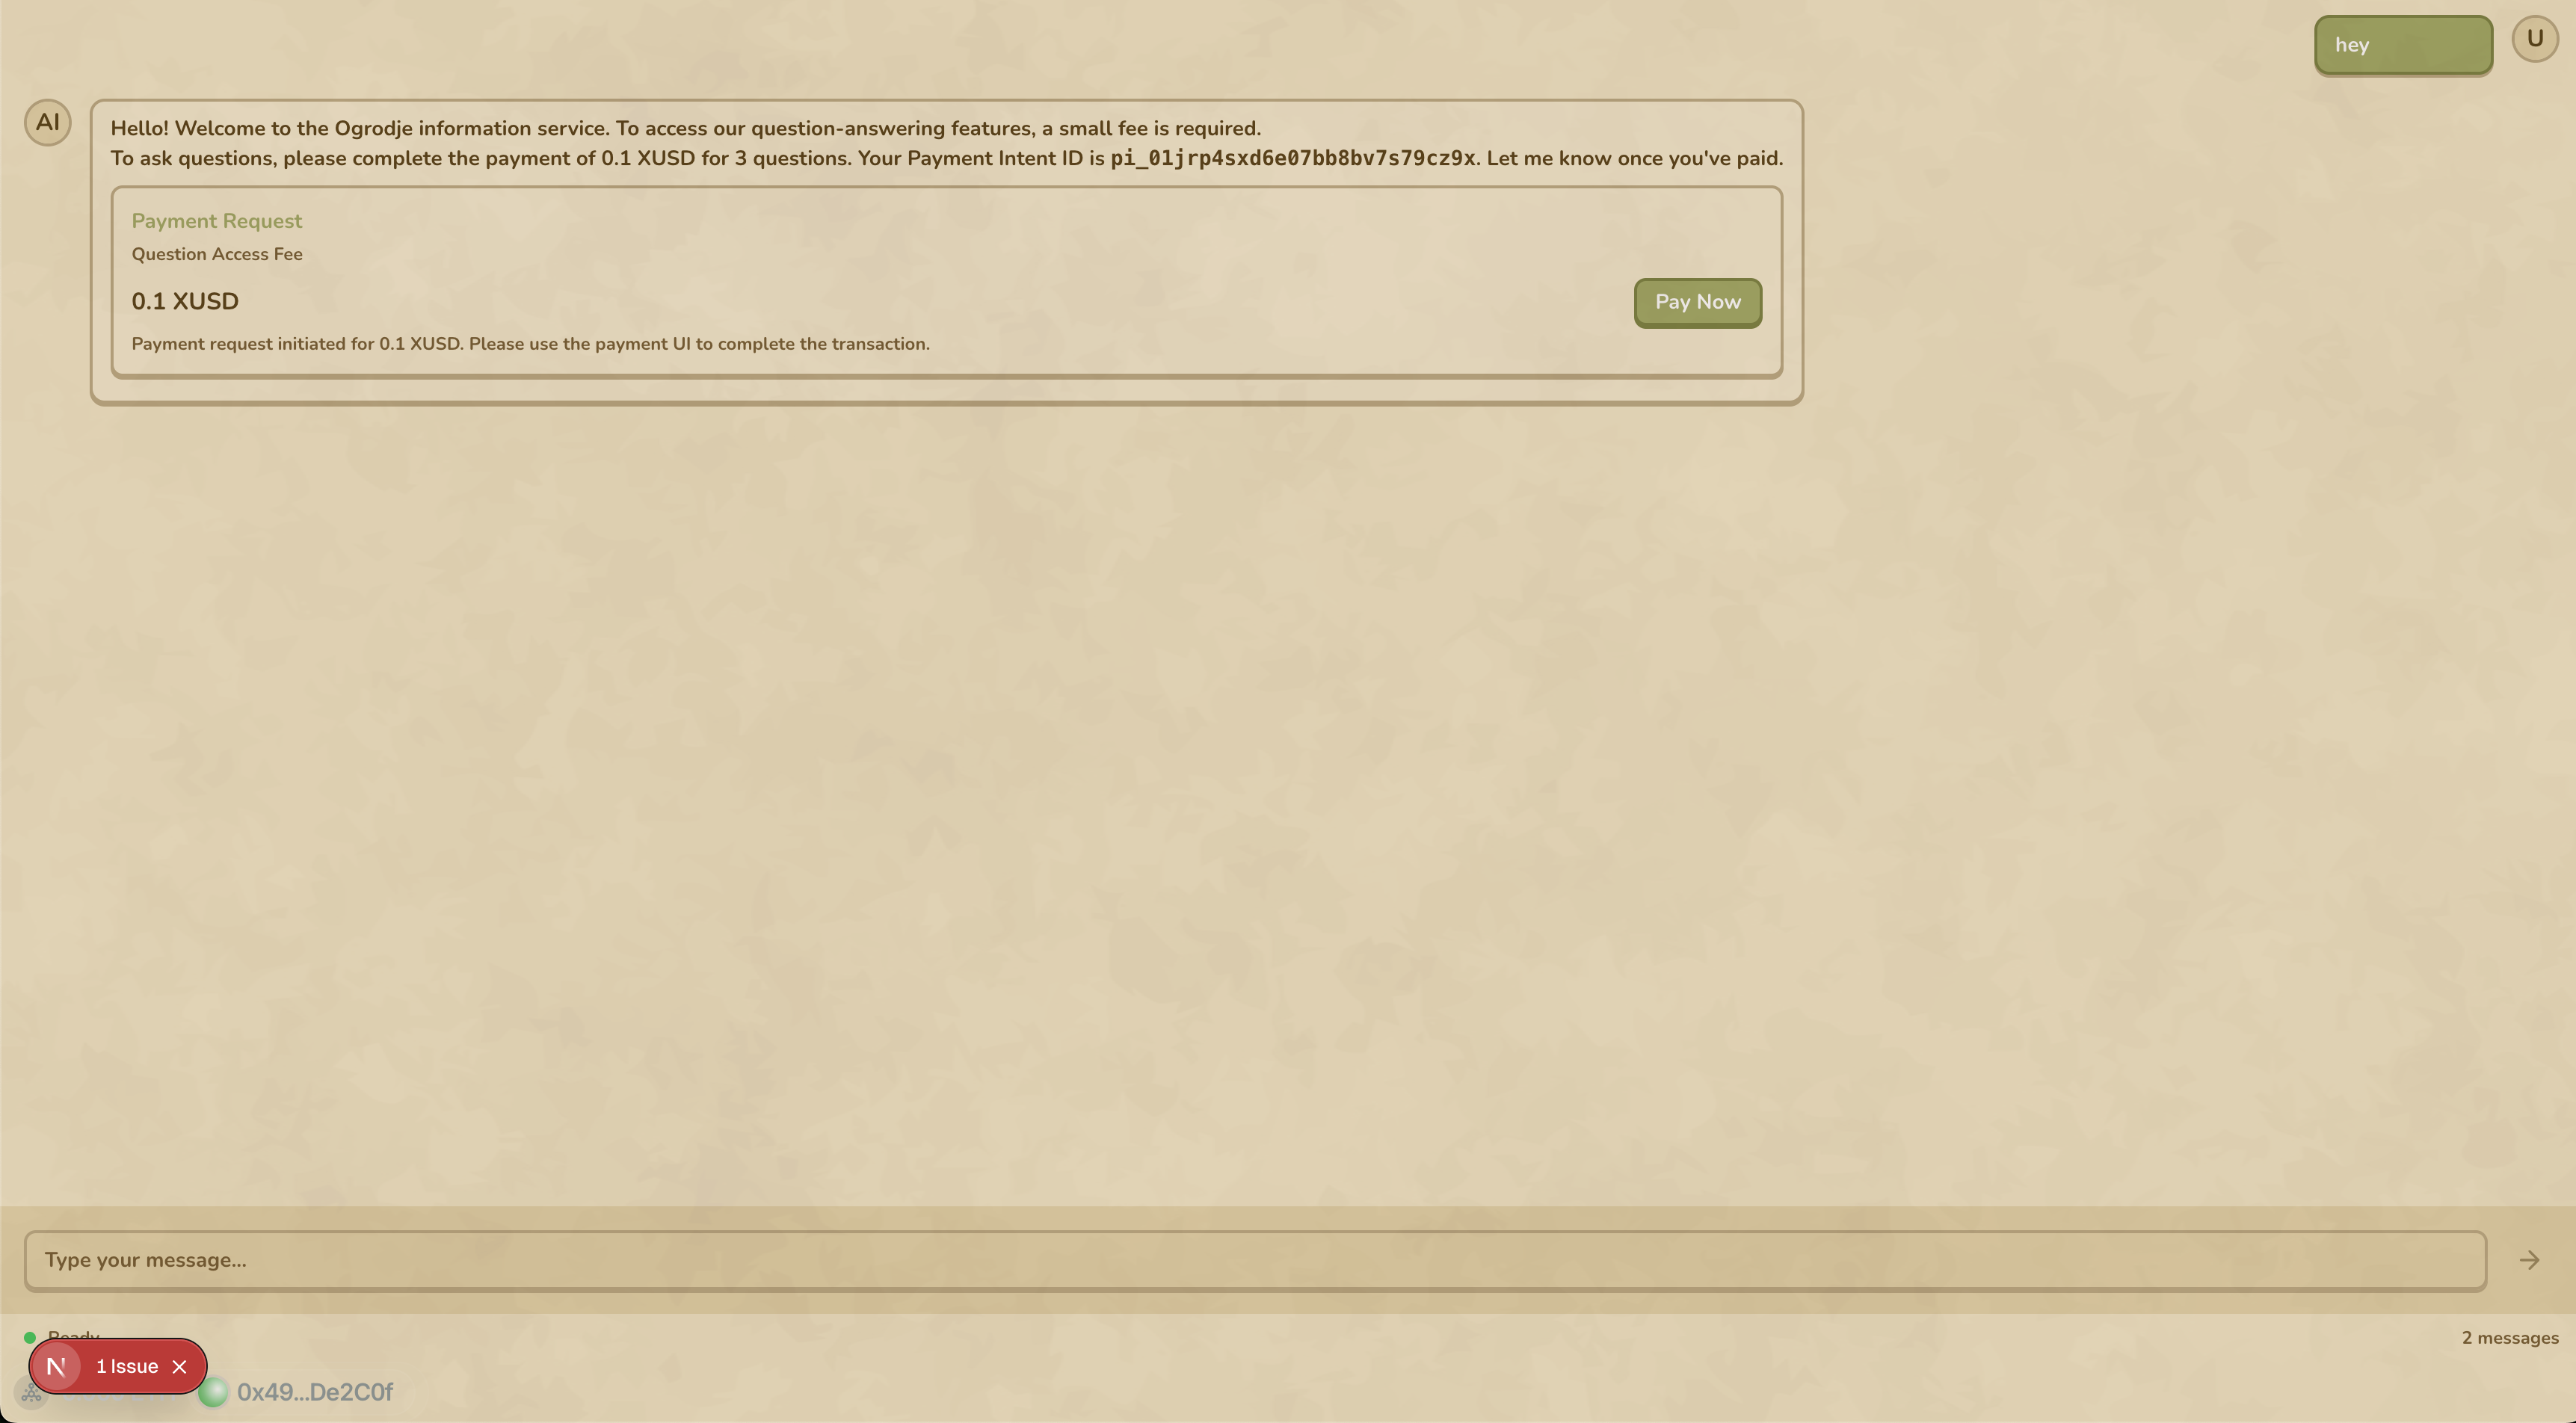 hey
U
AI
Hello! Welcome to the Ogrodje information service. To access our question-answering features, a small fee is required.
To ask questions, please complete the payment of 0.1 XUSD for 3 questions. Your Payment Intent ID is pi_01jrp4sxd6e07bb8bv7s79cz9x. Let me know once you've paid.
Payment Request
Question Access Fee
0.1 XUSD
Pay Now
Payment request initiated for 0.1 XUSD. Please use the payment UI to complete the transaction.
Type your message...
Ready
2 messages
N 1 Issue
0x49...De2C0f